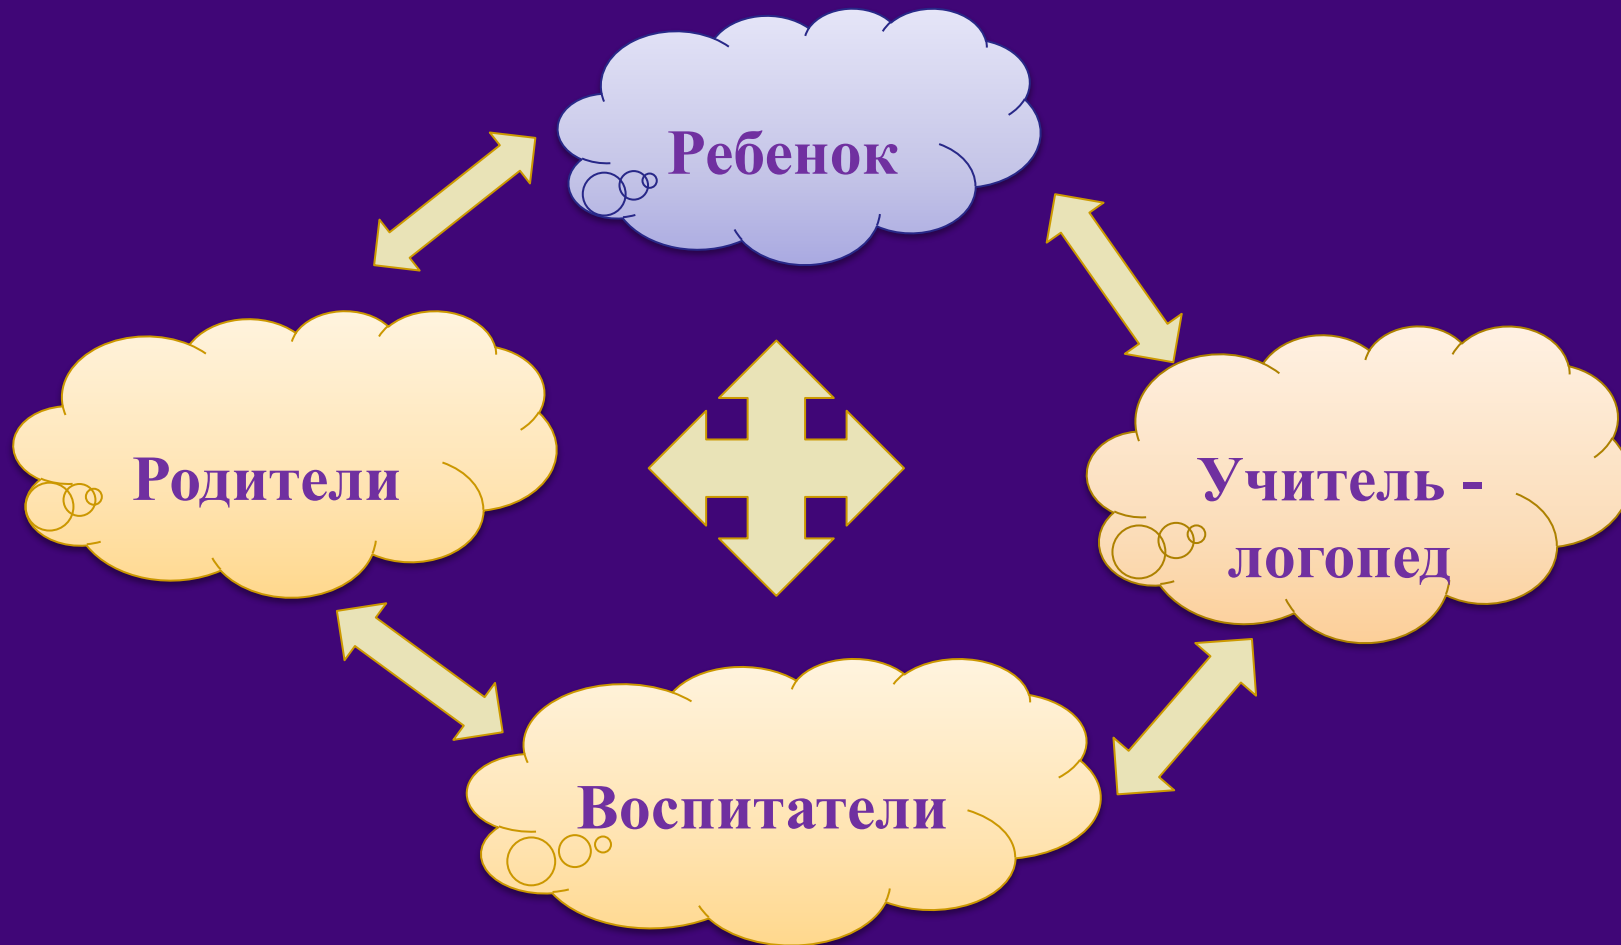 Ребенок
Родители
Учитель -
логопед
Воспитатели